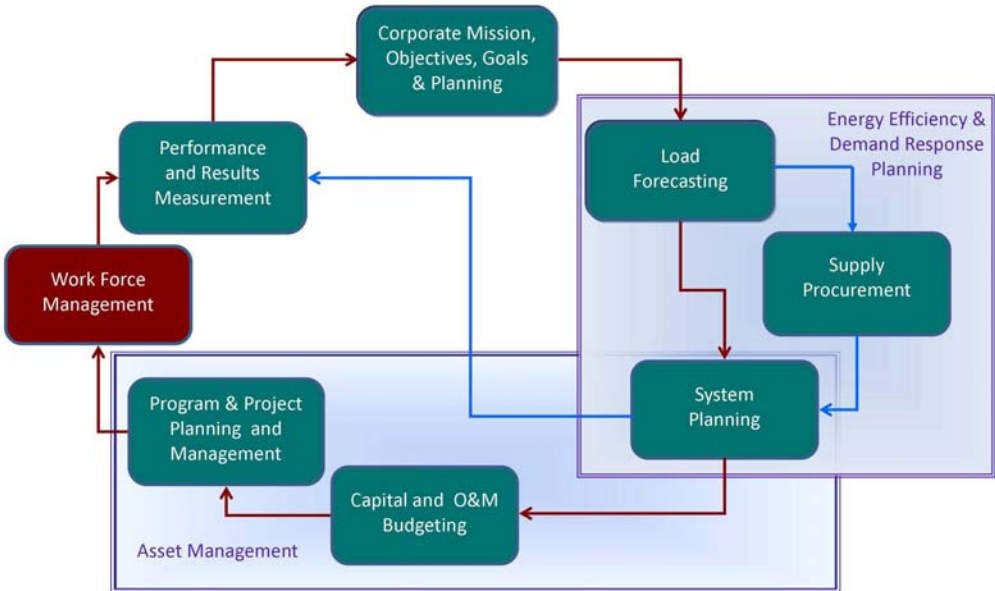 Corporate Mission,
Objectives, Goals
& Planning
Energy Efficiency &
Demand Response
Planning
Load
Forecasting
Performance
and Results
Measurement
Supply
Procurement
Work Force
Management
System
Planning
Program & Project
Planning and
Management
Capital and O&M
Budgeting
Asset Management